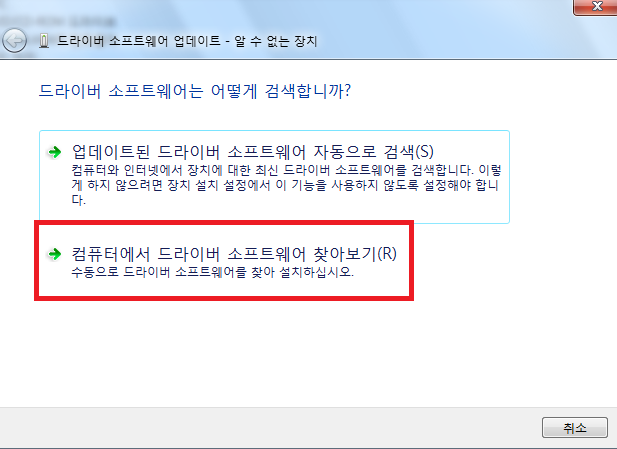 드라이버 소프트웨어 업데이트 - 알 수 없는 장치
드라이버 소프트웨어는 어떻게 검색합니까?
업데이트된 드라이버 소프트웨어 자동으로 검색(S)
컴퓨터와 인터넷에서 장치에 대한 최신 드라이버 소프트웨어를 검색합니다. 이렇
게 하지 않으려면 장치 설치 설정에서 이 기능을 사용하지 않도록 설정해야 합니
다.
컴퓨터에서 드라이버 소프트웨어 찾아보기(R)
수동으로 드라이버 소프트웨어를 찾아 설치하십시오.
취소